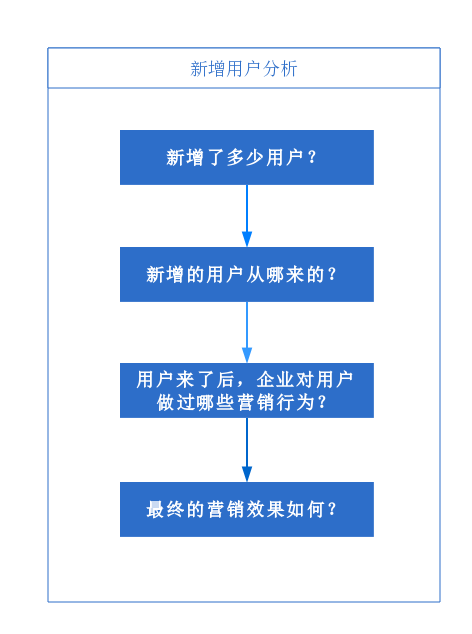 新增用户分析
新增了多少用户？
新增的用户从哪来的？
用户来了后，企业对用户
做过哪些营销行为？
最终的营销效果如何？